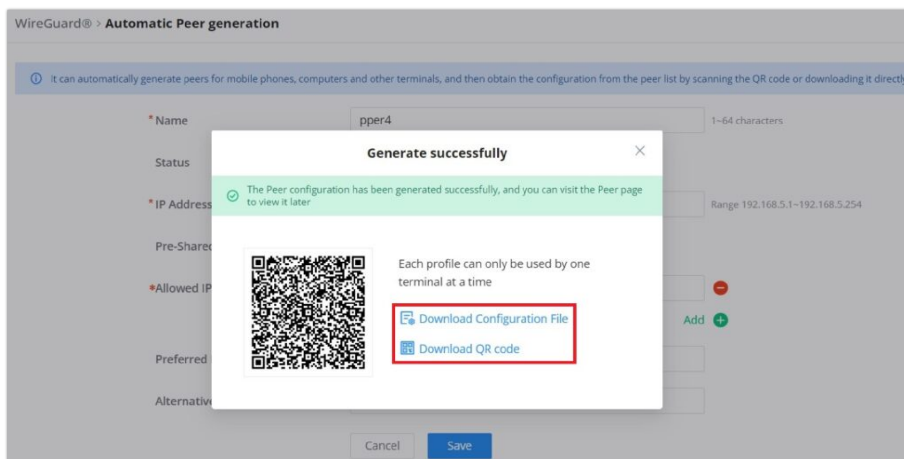 WireGuard® > Automatic Peer generation
It can automatically generate peers for mobile phones, computers and other terminals, and then obtain the configuration from the peer list by scanning the QR code or downloading it directly
*Name
pper4
1~64 characters
Status
Generate successfully
The Peer configuration has been generated successfully, and you can visit the Peer page
to view it later
*IP Address
Range 192.168.5.1~192.168.5.254
Pre-Shared
Each profile can only be used by one
terminal at a time
*Allowed IP
Download Configuration File
Add
Download QR code
Preferred
Alternative
Cancel
Save